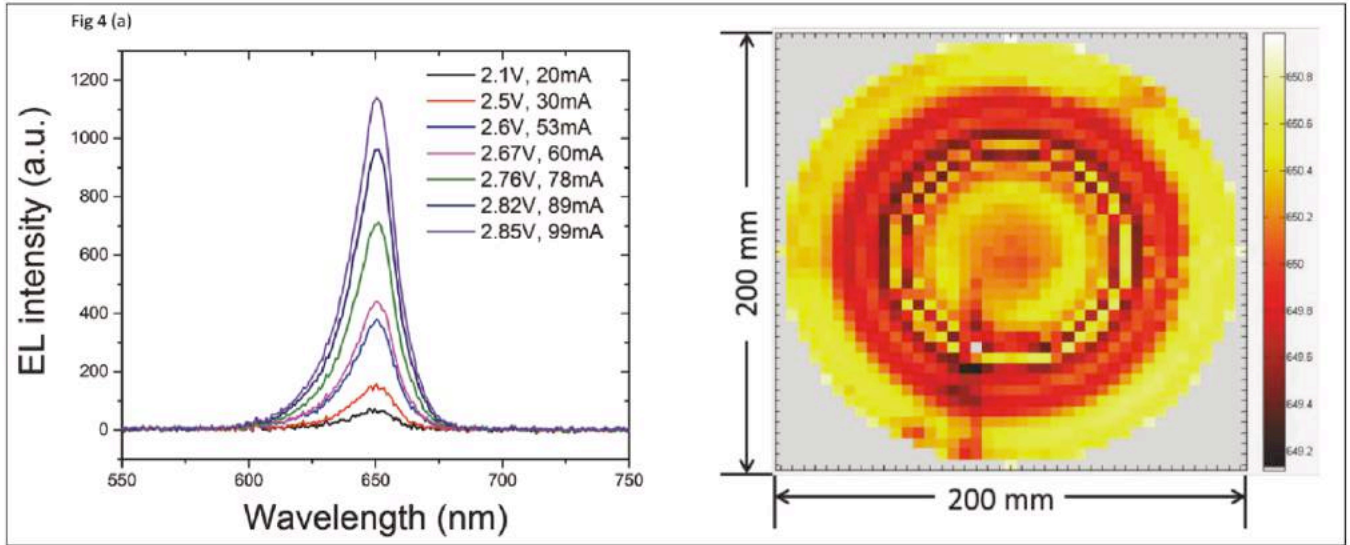 Fig 4 (a)
1200
1000
800
600
400
200
0
EL intensity (a.u.)
2.1V, 20mA
2.5V, 30mA
2.6V, 53mA
2.67V, 60mA
2.76V, 78mA
2.82V, 89mA
2.85V, 99mA
550
600
650
700
750
Wavelength (nm)
200 mm
200 mm
650.8
650.6
650.4
650.2
650
649.8
649.6
649.4
649.2